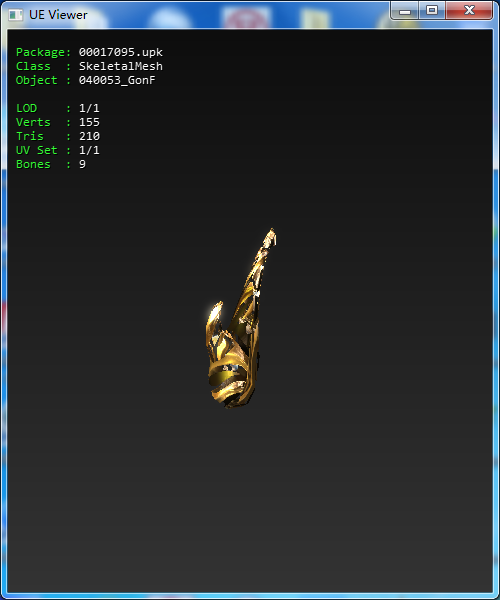 UE Viewer
Package: 00017095.upk
Class : SkeletalMesh
Object : 040053_GonF
LOD : 1/1
Verts : 155
Tris : 210
UV Set : 1/1
Bones : 9